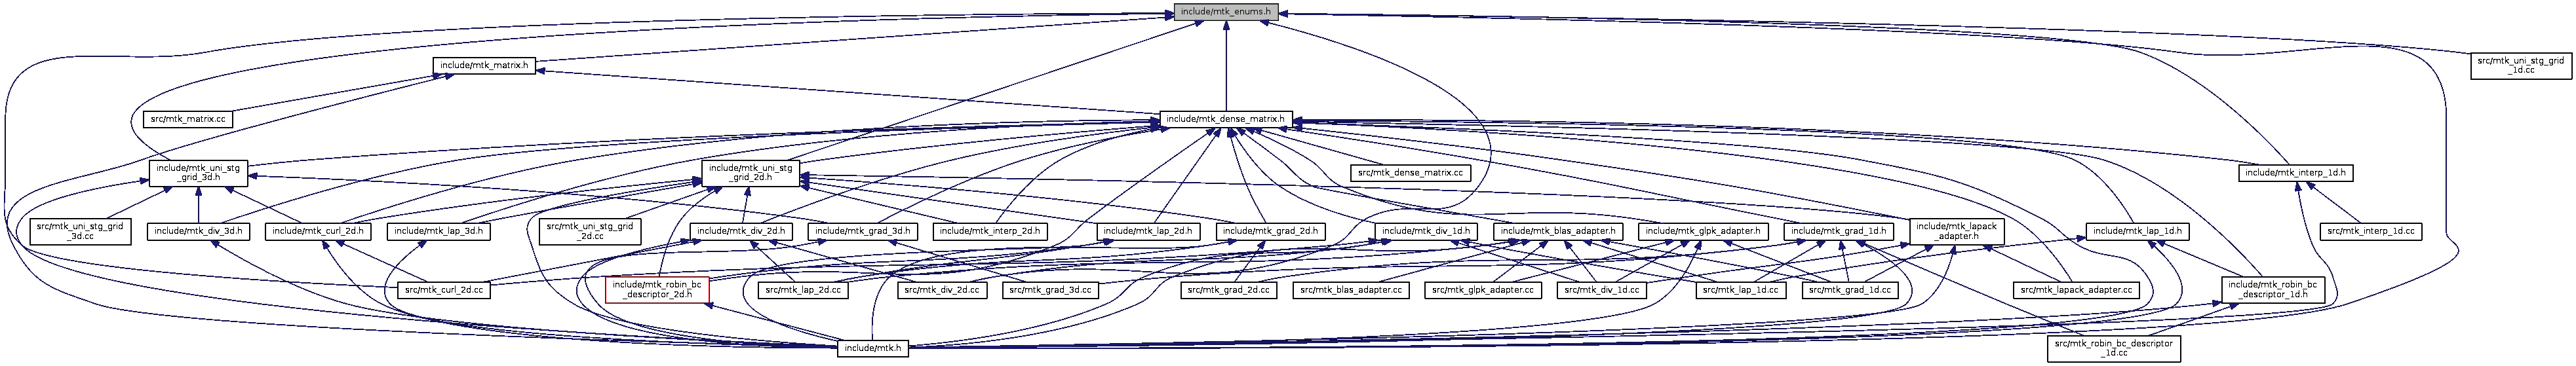 include/mtk_enums.h
include/mtk_matrix.h
src/mtk_uni_stg_grid
_1d.cc
src/mtk_matrix.cc
include/mtk_dense_matrix.h
include/mtk_uni_stg
_grid_3d.h
include/mtk_uni_stg
_grid_2d.h
src/mtk_dense_matrix.cc
include/mtk_interp_1d.h
src/mtk_uni_stg_grid
_3d.cc
include/mtk_div_3d.h
include/mtk_curl_2d.h
include/mtk_lap_3d.h
src/mtk_uni_stg_grid
_2d.cc
include/mtk_div_2d.h
include/mtk_grad_3d.h
include/mtk_interp_2d.h
include/mtk_lap_2d.h
include/mtk_grad_2d.h
include/mtk_div_1d.h
include/mtk_blas_adapter.h
include/mtk_glpk_adapter.h
include/mtk_grad_1d.h
include/mtk_lapack
_adapter.h
include/mtk_lap_1d.h
src/mtk_interp_1d.cc
src/mtk_curl_2d.cc
include/mtk_robin_bc
_descriptor_2d.h
src/mtk_lap_2d.cc
src/mtk_div_2d.cc
src/mtk_grad_3d.cc
src/mtk_grad_2d.cc
src/mtk_blas_adapter.cc
src/mtk_glpk_adapter.cc
src/mtk_div_1d.cc
src/mtk_lap_1d.cc
src/mtk_grad_1d.cc
src/mtk_lapack_adapter.cc
include/mtk_robin_bc
_descriptor_1d.h
include/mtk.h
src/mtk_robin_bc_descriptor
_1d.cc